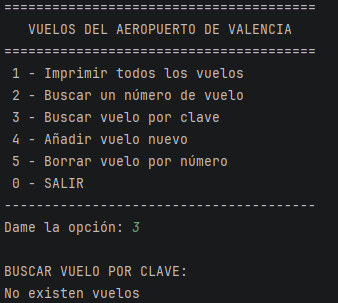 =======================================
VUELOS DEL AEROPUERTO DE VALENCIA
=======================================
1 - Imprimir todos los vuelos
2 - Buscar un número de vuelo
3 - Buscar vuelo por clave
4 - Añadir vuelo nuevo
5 - Borrar vuelo por número
0 - SALIR
---------------------------------------
Dame la opción: 3
BUSCAR VUELO POR CLAVE:
No existen vuelos